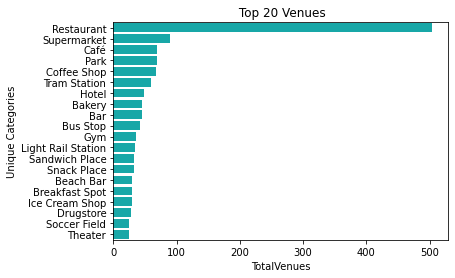 Top 20 Venues
Unique Categories
Restaurant
Supermarket
Café
Park
Coffee Shop
Tram Station
Hotel
Bakery
Bar
Bus Stop
Gym
Light Rail Station
Sandwich Place
Snack Place
Beach Bar
Breakfast Spot
Ice Cream Shop
Drugstore
Soccer Field
Theater
0 100 200 300 400 500
TotalVenues